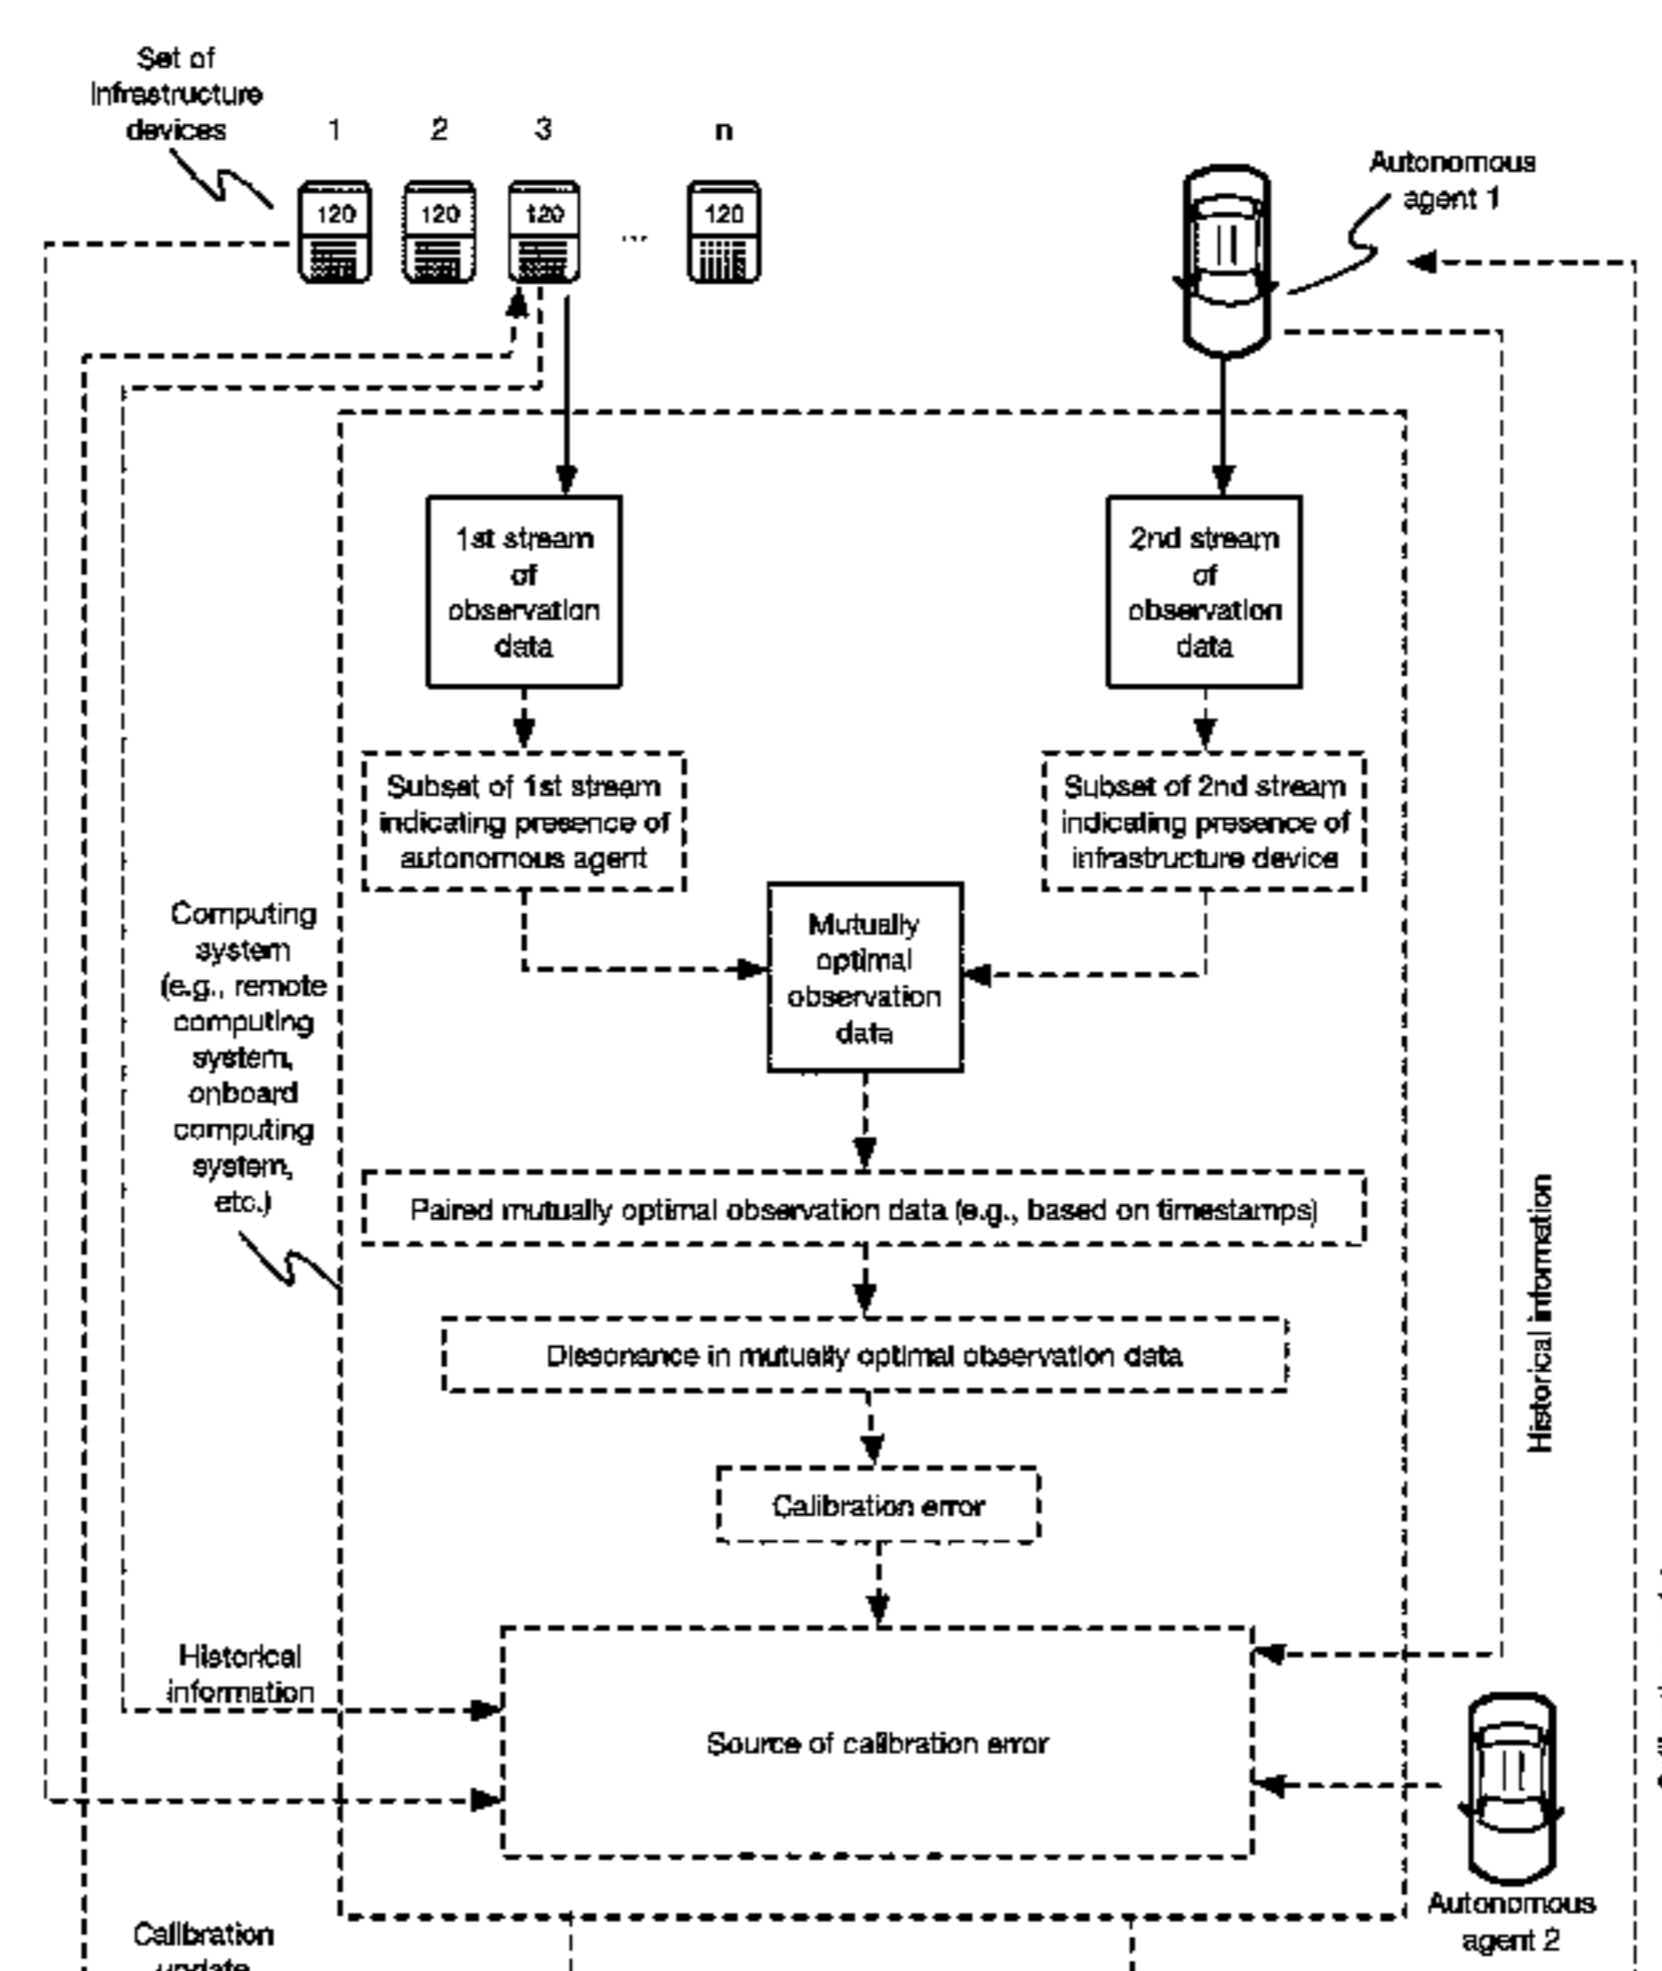 Set of
infrastructure
devices
1
2
3
n
120
120
120
...
120
Autonomous
agent 1
1st stream
of
observation
data
2nd stream
of
observation
data
Subset of 1st stream
indicating presence of
autonomous agent
Subset of 2nd stream
indicating presence of
infrastructure device
Mutually
optimal
observation
data
Computing
system
(e.g., remote
computing
system,
onboard
computing
system,
etc.)
Paired mutually optimal observation data (e.g., based on timestamps)
Dissonance in mutually optimal observation data
Calibration error
Historical information
Historical
information
Source of calibration error
Autonomous
agent 2
Calibration
update